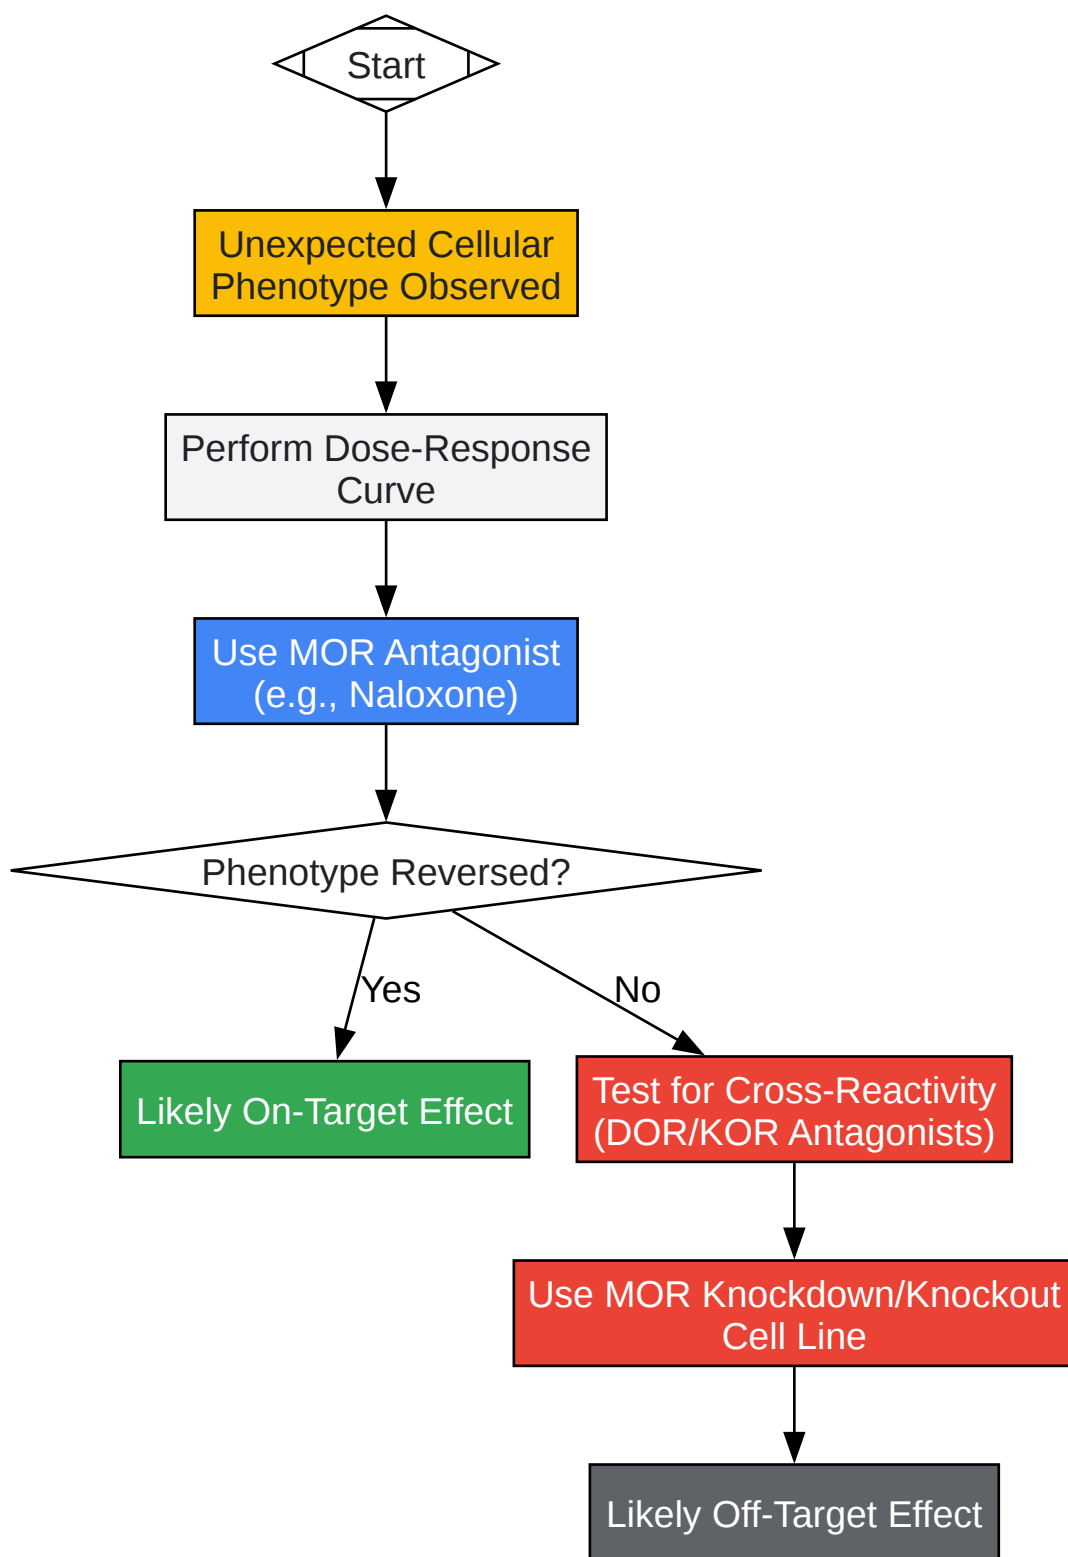 Start
Unexpected Cellular
Phenotype Observed
Perform Dose-Response
Curve
Use MOR Antagonist
(e.g., Naloxone)
Phenotype Reversed?
Yes
No
Likely On-Target Effect
Test for Cross-Reactivity
(DOR/KOR Antagonists)
Use MOR Knockdown/Knockout
Cell Line
Likely Off-Target Effect